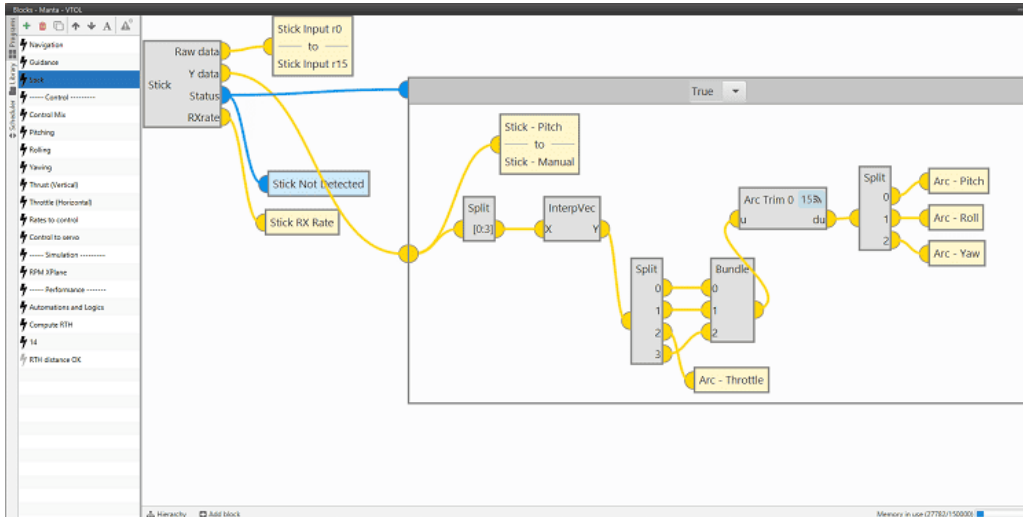 Blocks - Manta - VTOL
Programs
Library
Scheduler
Navigation
Guidance
Stick
------ Control ---------
Control Mix
Pitching
Rolling
Yawing
Thrust (Vertical)
Throttle (Horizontal)
Rates to control
Control to servo
------ Simulation ---------
RPM XPlane
------ Performance -------
Automations and Logics
Compute RTH
14
RTH distance OK
Stick
Raw data
Y data
Status
RXrate
Stick Input r0
to
Stick Input r15
Stick Not Detected
Stick RX Rate
True
Stick - Pitch
to
Stick - Manual
Split
[0:3]
InterpVec
X
Y
Split
0
1
2
3
Bundle
0
1
2
Arc - Throttle
Arc Trim 0
u
du
Split
0
1
2
Arc - Pitch
Arc - Roll
Arc - Yaw
Hierarchy
Add block
Memory in use (27782/150000)